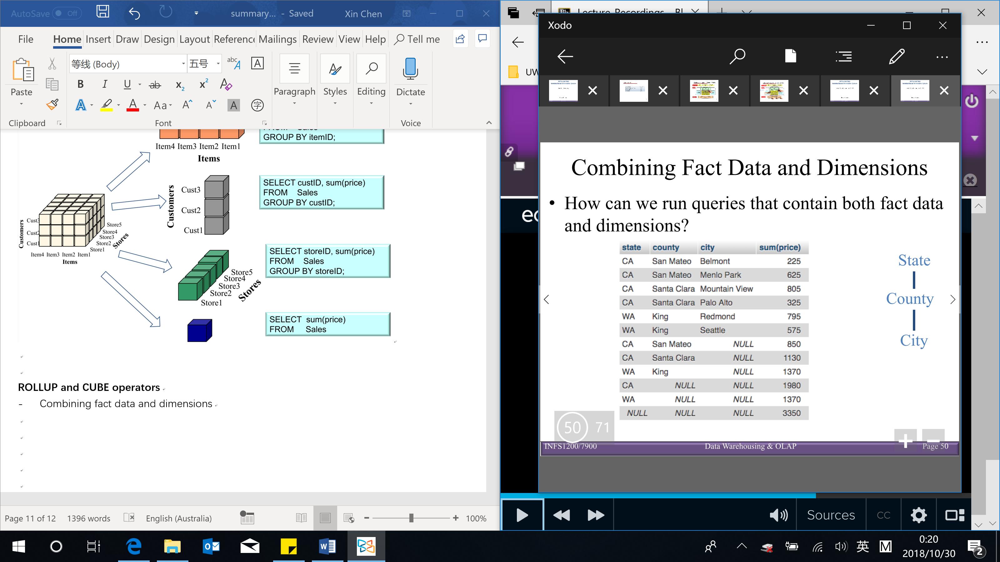 AutoSave Off summary... - Saved Xin Chen
File Home Insert Draw Design Layout Referenc Mailings Review View Help Tell me
等线 (Body) 五号
abc
Paste
B I U ab x₂ x² A
A A Aa A A A 字
Clipboard Font Paragraph Styles Editing Dictate Voice
GROUP BY itemID;
Item4 Item3 Item2 Item1
Items
Customers
Cust3
Cust2
Cust1
SELECT custID, sum(price)
FROM Sales
GROUP BY custID;
Customers
Cust3
Cust2
Cust1
Store5
Store4
Store3
Store2
Store1
Stores
Item4 Item3 Item2 Item1
Items
Store5
Store4
Store3
Store2
Store1
Stores
SELECT storeID, sum(price)
FROM Sales
GROUP BY storeID;
SELECT sum(price)
FROM Sales
ROLLUP and CUBE operators
- Combining fact data and dimensions
Page 11 of 12 1396 words English (Australia) 100%
Xodo
UW
Combining Fact Data and Dimensions
• How can we run queries that contain both fact data
and dimensions?
state county city sum(price)
CA San Mateo Belmont 225
CA San Mateo Menlo Park 625
CA Santa Clara Mountain View 805
CA Santa Clara Palo Alto 325
WA King Redmond 795
WA King Seattle 575
CA San Mateo NULL 850
CA Santa Clara NULL 1130
WA King NULL 1370
CA NULL NULL 1980
WA NULL NULL 1370
NULL NULL NULL 3350
State
County
City
50 71
INFS1200/7900 Data Warehousing & OLAP Page 50
Sources CC
英 M
0:20
2018/10/30
2